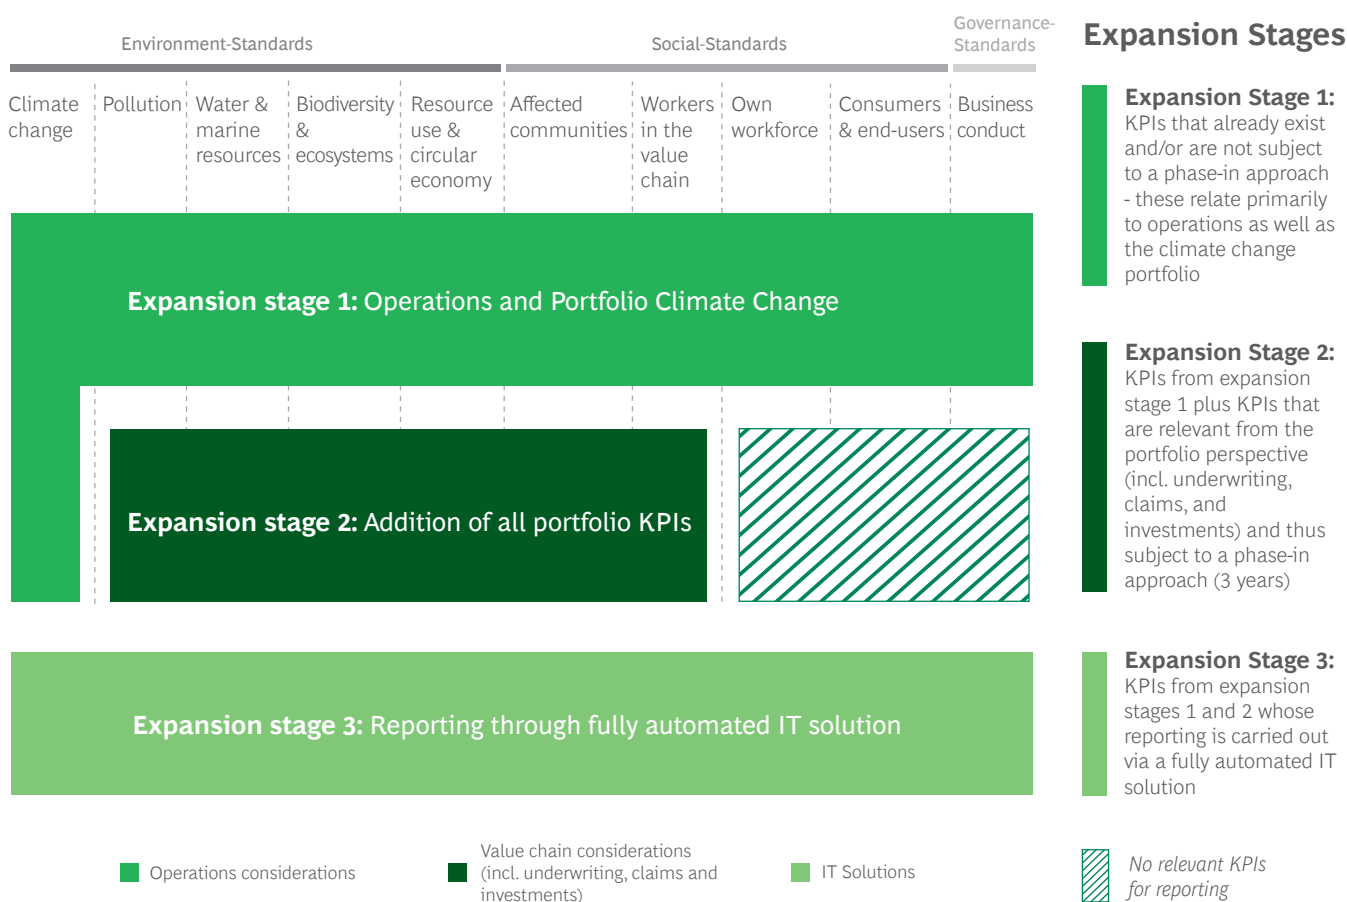 Environment-Standards
Social-Standards
Governance-
Standards
Climate
change
Pollution
Water &
marine
resources
Biodiversity
&
ecosystems
Resource
use &
circular
economy
Affected
communities
Workers
in the
value
chain
Own
workforce
Consumers
& end-users
Business
conduct
Expansion stage 1: Operations and Portfolio Climate Change
Expansion stage 2: Addition of all portfolio KPIs
Expansion stage 3: Reporting through fully automated IT solution
Operations considerations
Value chain considerations
(incl. underwriting, claims and
investments)
IT Solutions
Expansion Stages
Expansion Stage 1:
KPIs that already exist
and/or are not subject
to a phase-in approach
- these relate primarily
to operations as well as
the climate change
portfolio
Expansion Stage 2:
KPIs from expansion
stage 1 plus KPIs that
are relevant from the
portfolio perspective
(incl. underwriting,
claims, and
investments) and thus
subject to a phase-in
approach (3 years)
Expansion Stage 3:
KPIs from expansion
stages 1 and 2 whose
reporting is carried out
via a fully automated IT
solution
No relevant KPIs
for reporting